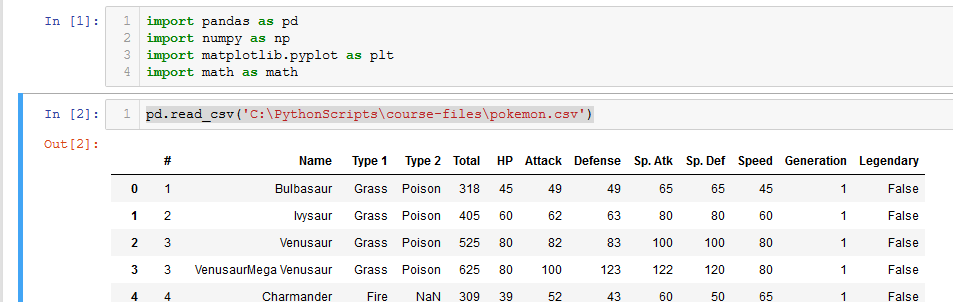 In [1]: 1 import pandas as pd
2 import numpy as np
3 import matplotlib.pyplot as plt
4 import math as math
In [2]: 1 pd.read_csv('C:\PythonScripts\course-files\pokemon.csv')
Out[2]:
# Name Type 1 Type 2 Total HP Attack Defense Sp. Atk Sp. Def Speed Generation Legendary
0 1 Bulbasaur Grass Poison 318 45 49 49 65 65 45 1 False
1 2 Ivysaur Grass Poison 405 60 62 63 80 80 60 1 False
2 3 Venusaur Grass Poison 525 80 82 83 100 100 80 1 False
3 3 VenusaurMega Venusaur Grass Poison 625 80 100 123 122 120 80 1 False
4 4 Charmander Fire NaN 309 39 52 43 60 50 65 1 False